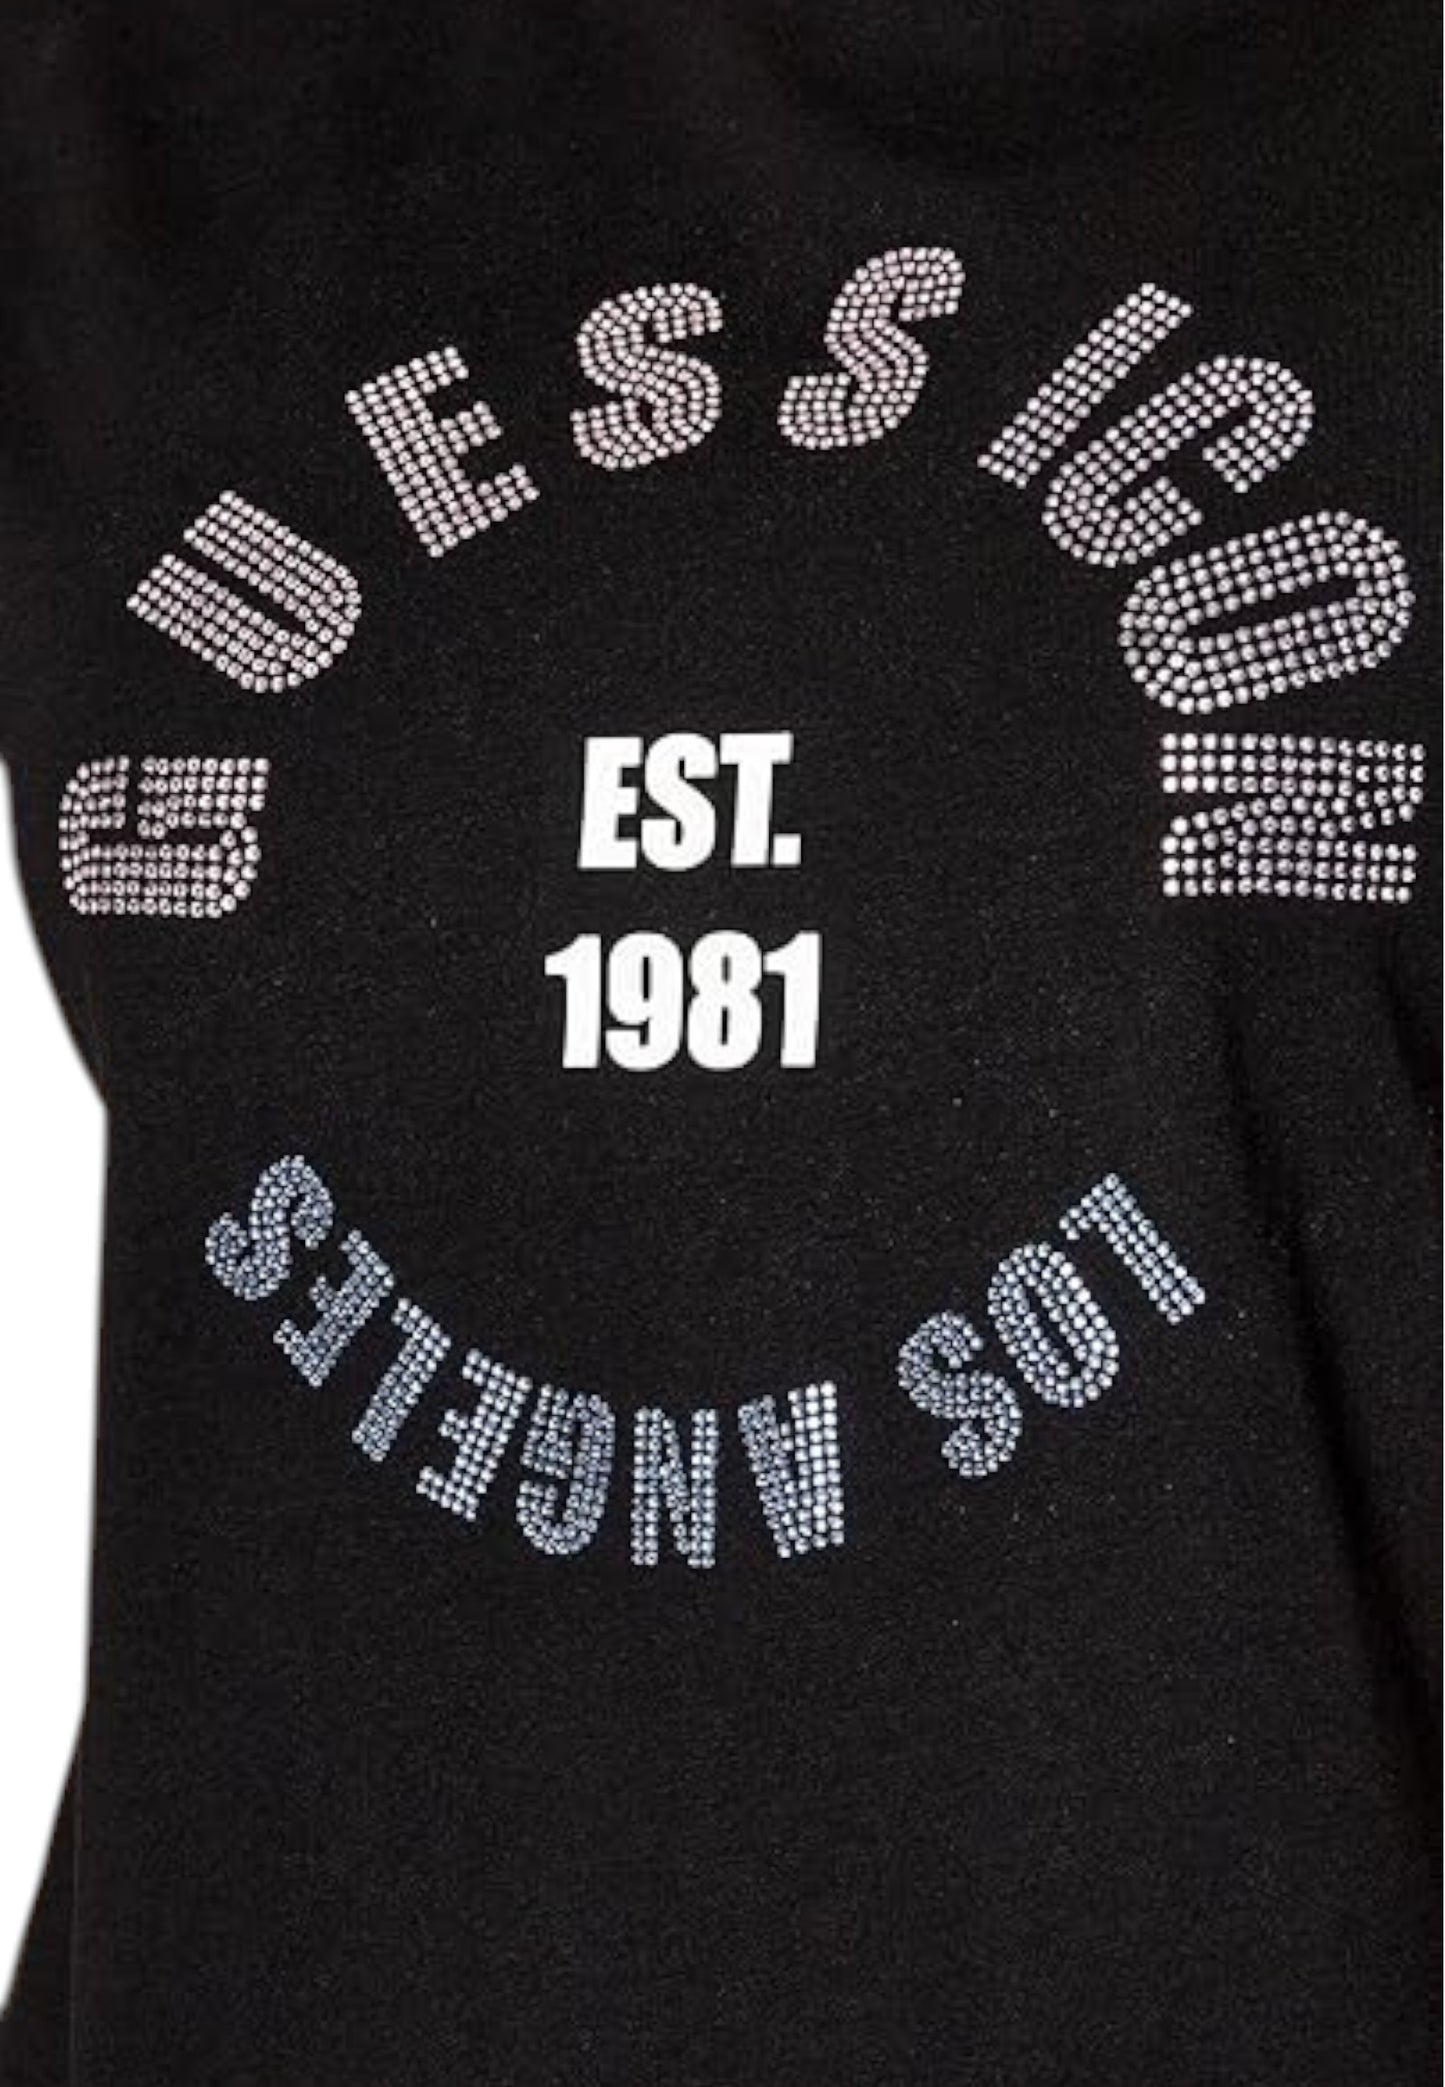 GUESS ICON
EST.
1981
LOS ANGELES